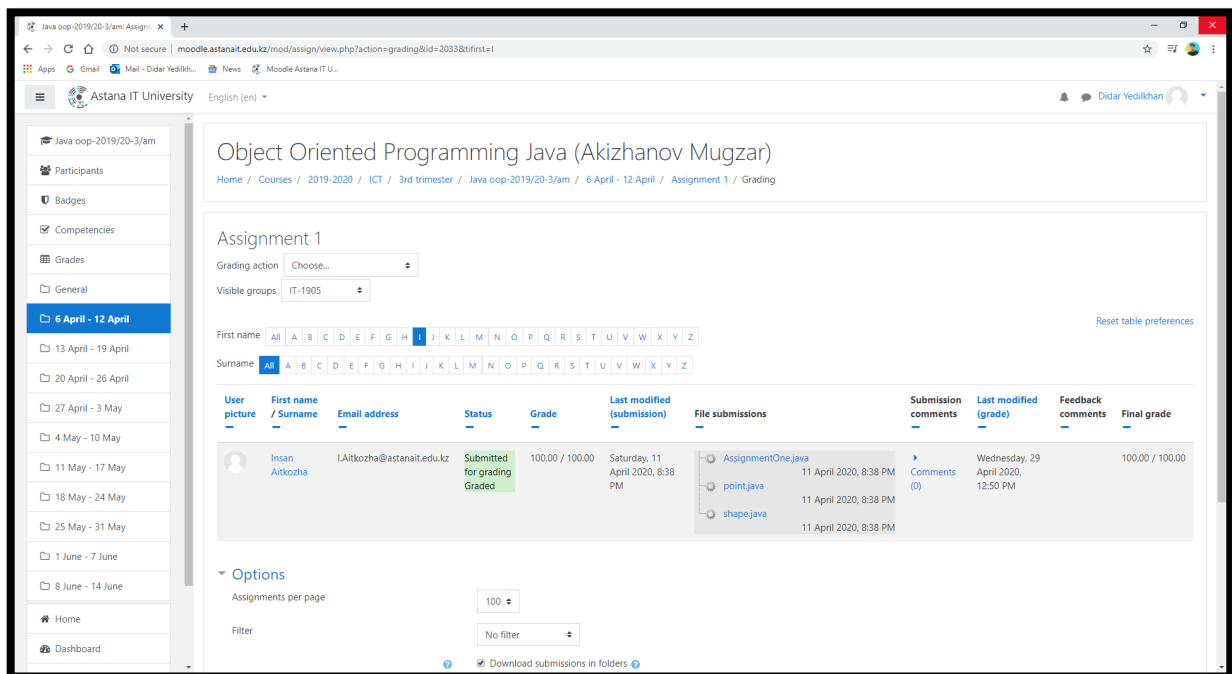 Java oop-2019/20-3/am: Assignm
Not secure | moodle.astanait.edu.kz/mod/assign/view.php?action=grading&id=2033&tifirst=I
Apps Gmail Mail - Didar Yedilkh... News Moodle Astana IT U...
Astana IT University English (en) Didar Yedilkhan
Java oop-2019/20-3/am
Participants
Badges
Competencies
Grades
General
6 April - 12 April
13 April - 19 April
20 April - 26 April
27 April - 3 May
4 May - 10 May
11 May - 17 May
18 May - 24 May
25 May - 31 May
1 June - 7 June
8 June - 14 June
Home
Dashboard
Object Oriented Programming Java (Akizhanov Mugzar)
Home / Courses / 2019-2020 / ICT / 3rd trimester / Java oop-2019/20-3/am / 6 April - 12 April / Assignment 1 / Grading
Assignment 1
Grading action Choose...
Visible groups IT-1905
Reset table preferences
First name All A B C D E F G H I J K L M N O P Q R S T U V W X Y Z
Surname All A B C D E F G H I J K L M N O P Q R S T U V W X Y Z
User picture
First name / Surname
Email address
Status
Grade
Last modified (submission)
File submissions
Submission comments
Last modified (grade)
Feedback comments
Final grade
Insan Aitkozha
I.Aitkozha@astanait.edu.kz
Submitted for grading
Graded
100.00 / 100.00
Saturday, 11 April 2020, 8:38 PM
AssignmentOne.java
11 April 2020, 8:38 PM
point.java
11 April 2020, 8:38 PM
shape.java
11 April 2020, 8:38 PM
Comments (0)
Wednesday, 29 April 2020, 12:50 PM
100.00 / 100.00
Options
Assignments per page 100
Filter No filter
Download submissions in folders